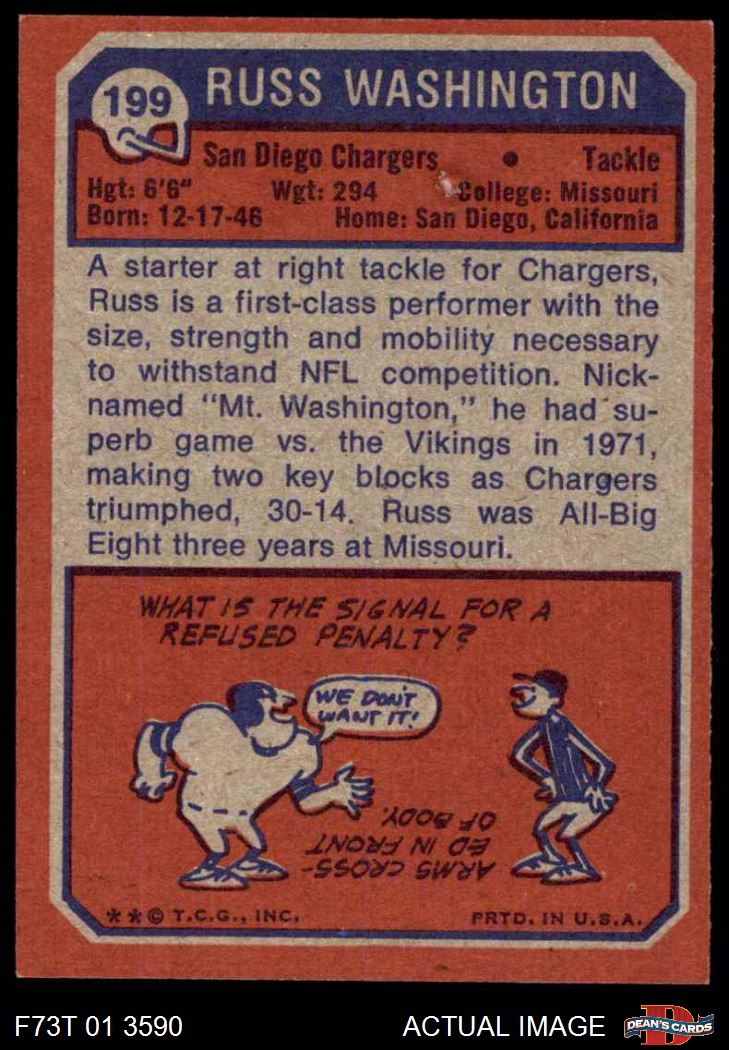 199
RUSS WASHINGTON
San Diego Chargers • Tackle
Hgt: 6'6" Wgt: 294 College: Missouri
Born: 12-17-46 Home: San Diego, California
A starter at right tackle for Chargers,
Russ is a first-class performer with the
size, strength and mobility necessary
to withstand NFL competition. Nick-
named "Mt. Washington," he had su-
perb game vs. the Vikings in 1971,
making two key blocks as Chargers
triumphed, 30-14. Russ was All-Big
Eight three years at Missouri.
WHAT IS THE SIGNAL FOR A
REFUSED PENALTY?
WE DON'T
WANT IT!
ARMS CROSS-
ED IN FRONT
OF BODY.
**© T.C.G., INC. PRTD. IN U.S.A.
F73T 01 3590 ACTUAL IMAGE
D
DEAN'S CARDS